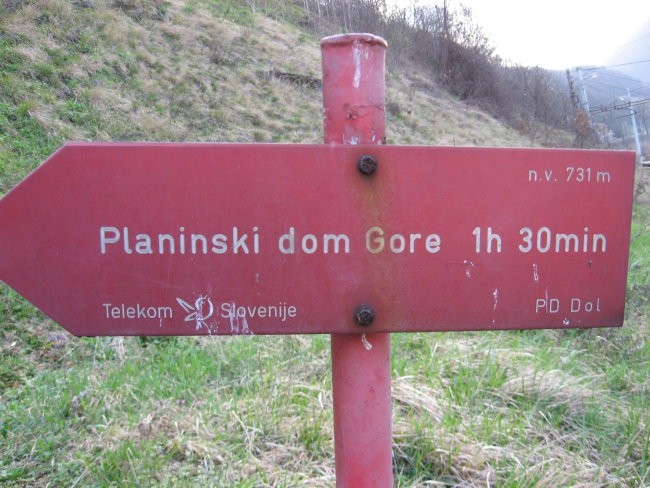 n.v. 731 m
Planinski dom Gore 1h 30min
Telekom Slovenije PD Dol